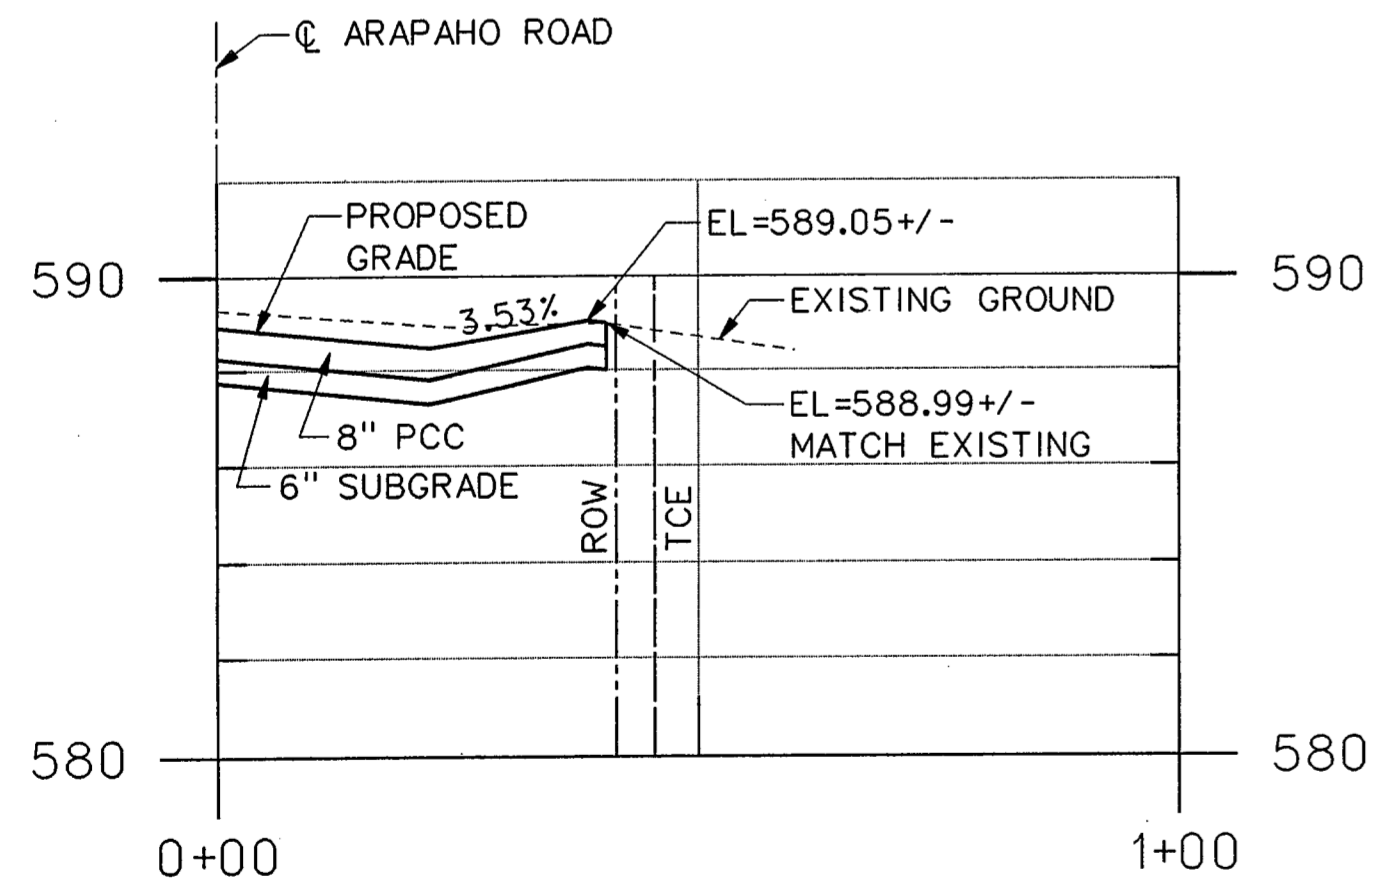 ℄ ARAPAHO ROAD
PROPOSED
GRADE
EL=589.05+/-
590
590
3.53%
EXISTING GROUND
EL=588.99+/-
MATCH EXISTING
8" PCC
6" SUBGRADE
ROW
TCE
580
580
0+00
1+00